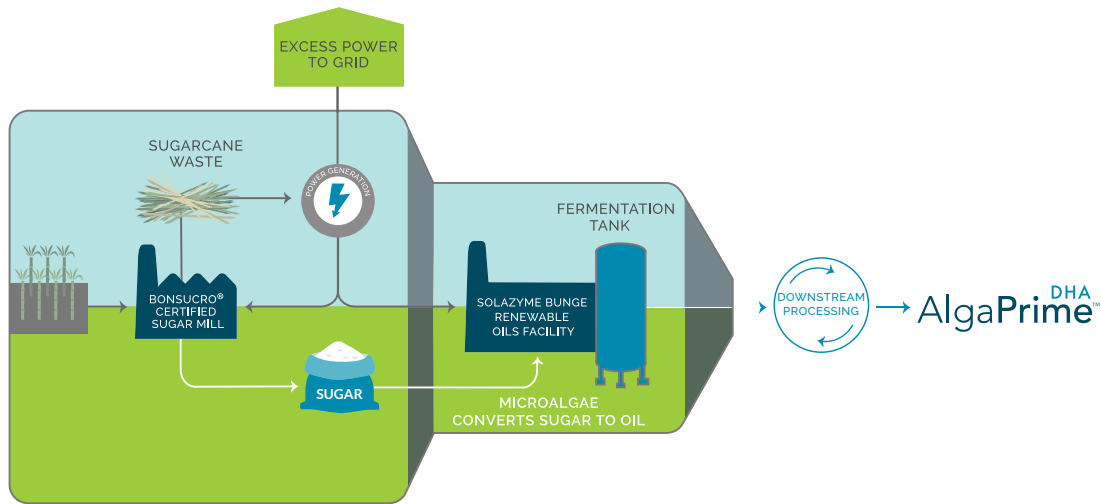 EXCESS POWER
TO GRID
SUGARCANE
WASTE
POWER GENERATION
FERMENTATION
TANK
BONSUCRO®
CERTIFIED
SUGAR MILL
SOLAZYME BUNGE
RENEWABLE
OILS FACILITY
DOWNSTREAM
PROCESSING
DHA
AlgaPrime™
SUGAR
MICROALGAE
CONVERTS SUGAR TO OIL